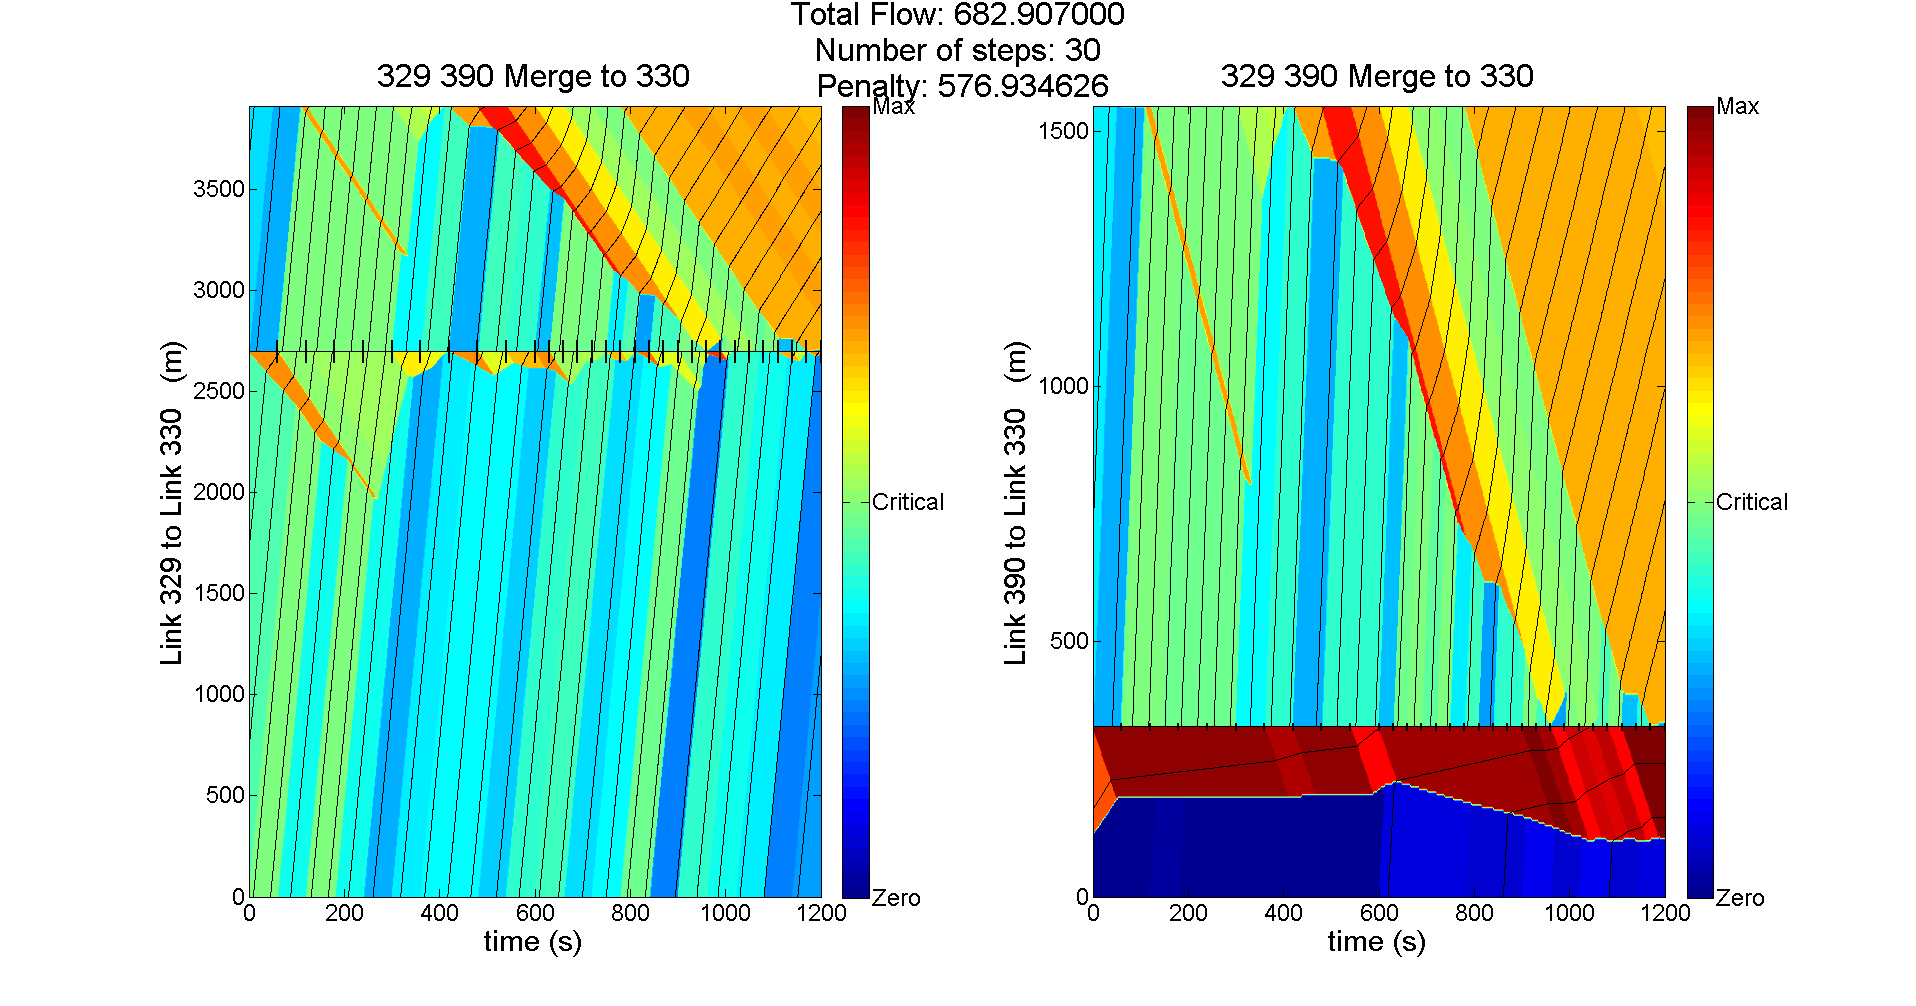 Total Flow: 682.907000
Number of steps: 30
Penalty: 576.934626
329 390 Merge to 330
Link 329 to Link 330 (m)
3500
3000
2500
2000
1500
1000
500
0
0 200 400 600 800 1000 1200
time (s)
Max
Critical
Zero
329 390 Merge to 330
Link 390 to Link 330 (m)
1500
1000
500
0
0 200 400 600 800 1000 1200
time (s)
Max
Critical
Zero